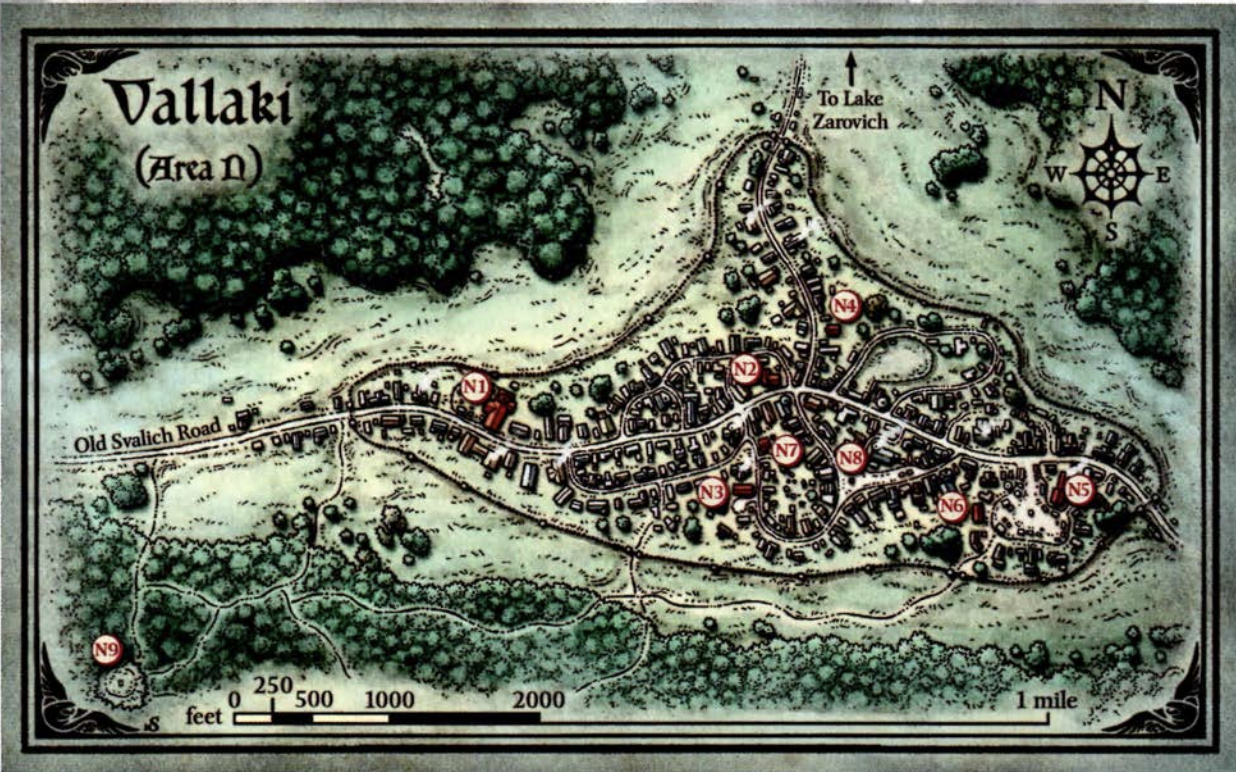 Vallaki
(Area N)
To Lake
Zarovich
N
W
E
S
N4
N2
N1
Old Svalich Road
N7
N8
N3
N5
N6
N9
0 250 500 1000 2000 1 mile
feet